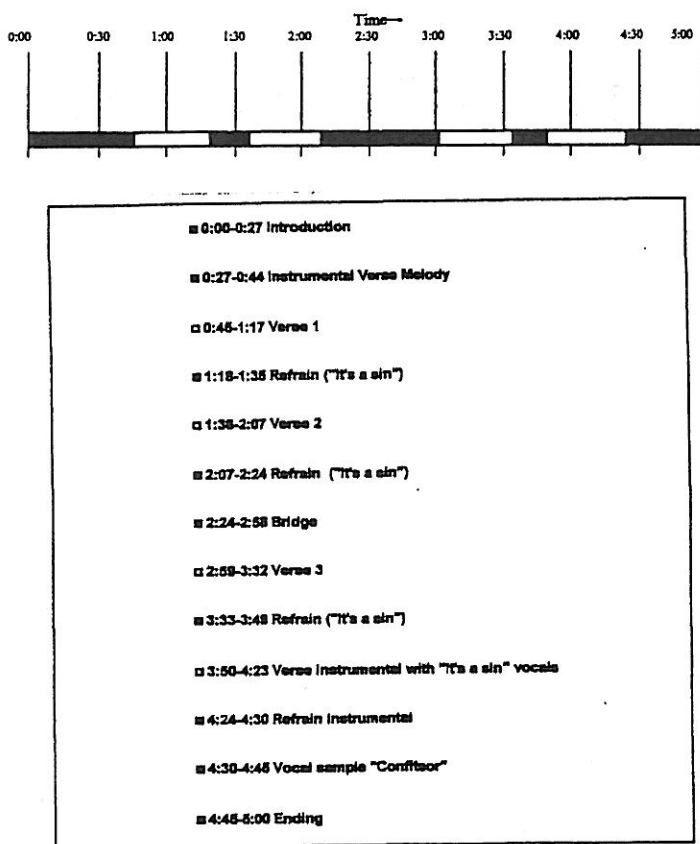 Time→
0:00 0:30 1:00 1:30 2:00 2:30 3:00 3:30 4:00 4:30 5:00
0:00-0:27 Introduction
0:27-0:44 Instrumental Verse Melody
0:45-1:17 Verse 1
1:18-1:35 Refrain ("It's a sin")
1:36-2:07 Verse 2
2:07-2:24 Refrain ("It's a sin")
2:24-2:58 Bridge
2:59-3:32 Verse 3
3:33-3:49 Refrain ("It's a sin")
3:50-4:23 Verse Instrumental with "It's a sin" vocals
4:24-4:30 Refrain Instrumental
4:30-4:45 Vocal sample "Confiteor"
4:45-5:00 Ending